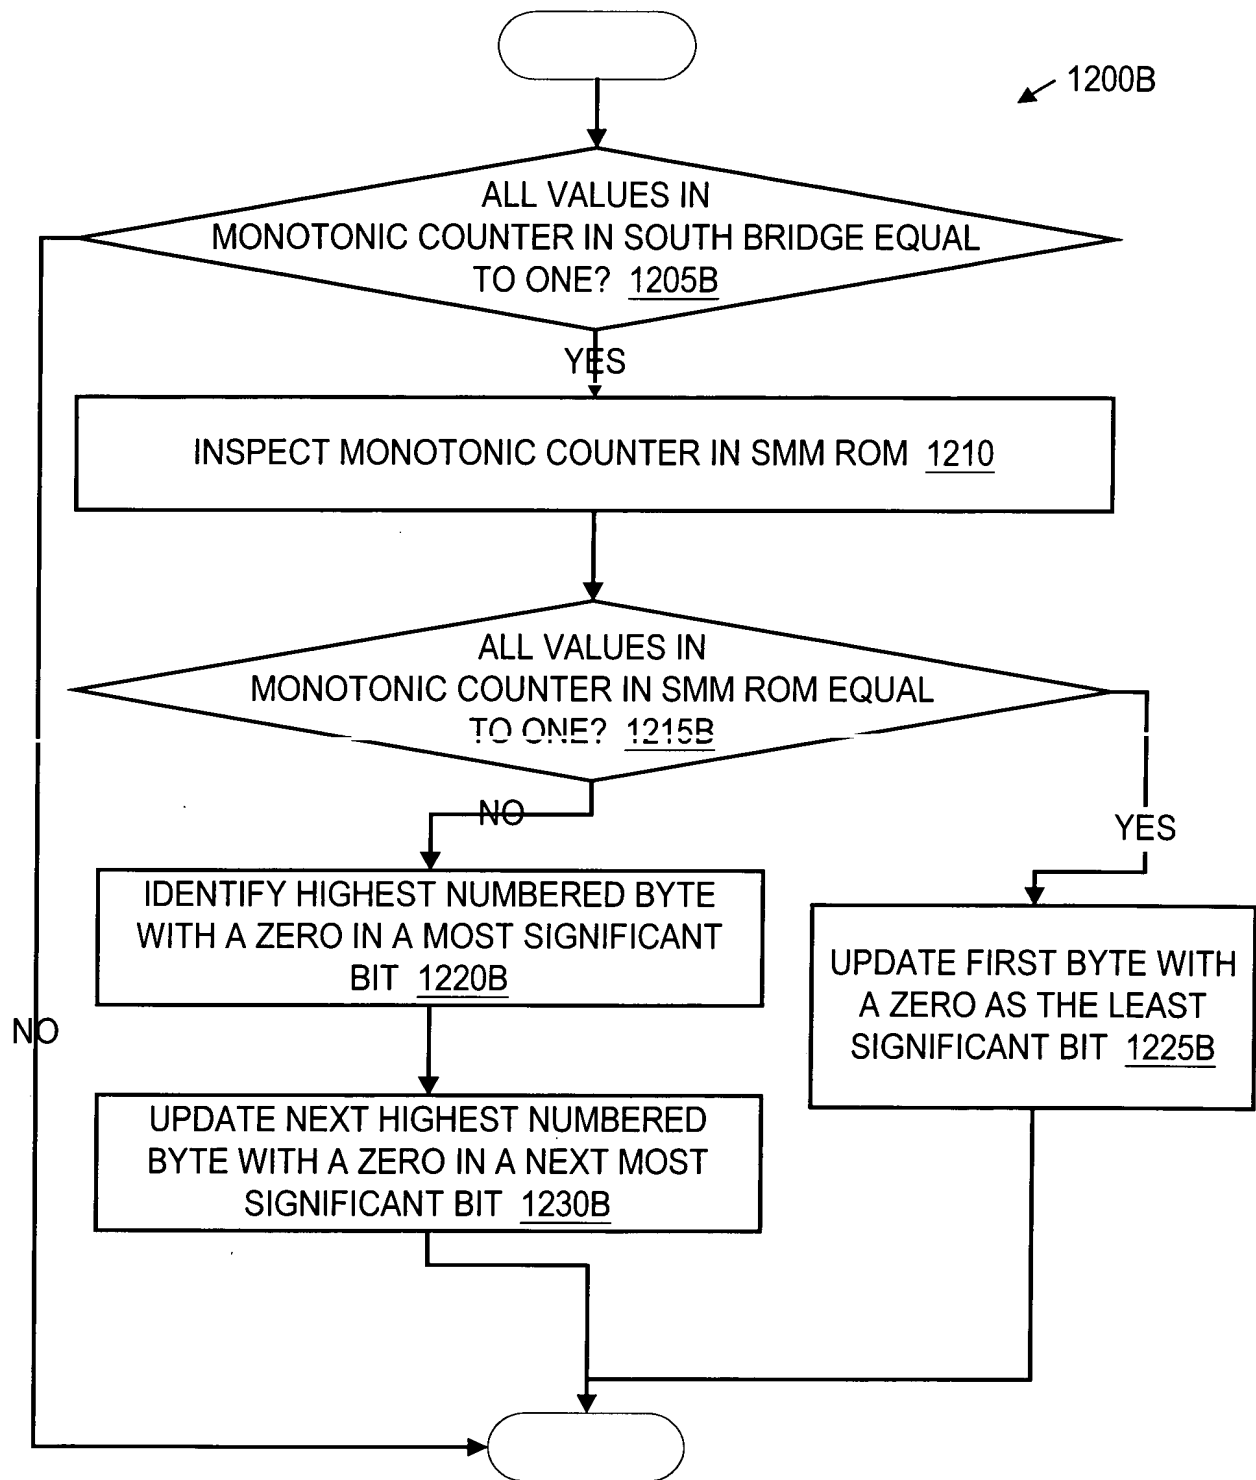 1200B
ALL VALUES IN
MONOTONIC COUNTER IN SOUTH BRIDGE EQUAL
TO ONE? 1205B
YES
INSPECT MONOTONIC COUNTER IN SMM ROM 1210
ALL VALUES IN
MONOTONIC COUNTER IN SMM ROM EQUAL
TO ONE? 1215B
NO
YES
IDENTIFY HIGHEST NUMBERED BYTE
WITH A ZERO IN A MOST SIGNIFICANT
BIT 1220B
UPDATE FIRST BYTE WITH
A ZERO AS THE LEAST
SIGNIFICANT BIT 1225B
NO
UPDATE NEXT HIGHEST NUMBERED
BYTE WITH A ZERO IN A NEXT MOST
SIGNIFICANT BIT 1230B